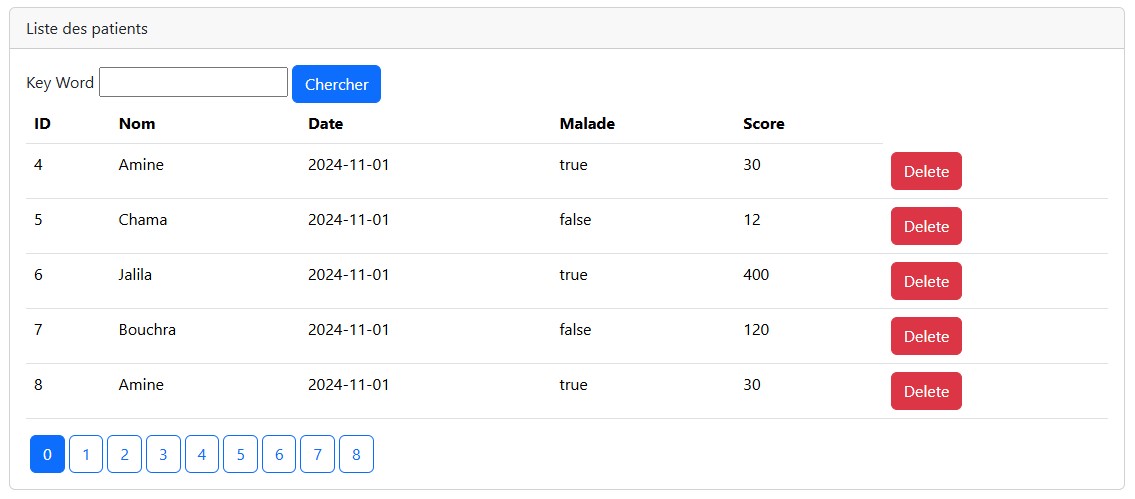 Liste des patients
Key Word Chercher
ID Nom Date Malade Score
4 Amine 2024-11-01 true 30 Delete
5 Chama 2024-11-01 false 12 Delete
6 Jalila 2024-11-01 true 400 Delete
7 Bouchra 2024-11-01 false 120 Delete
8 Amine 2024-11-01 true 30 Delete
0 1 2 3 4 5 6 7 8